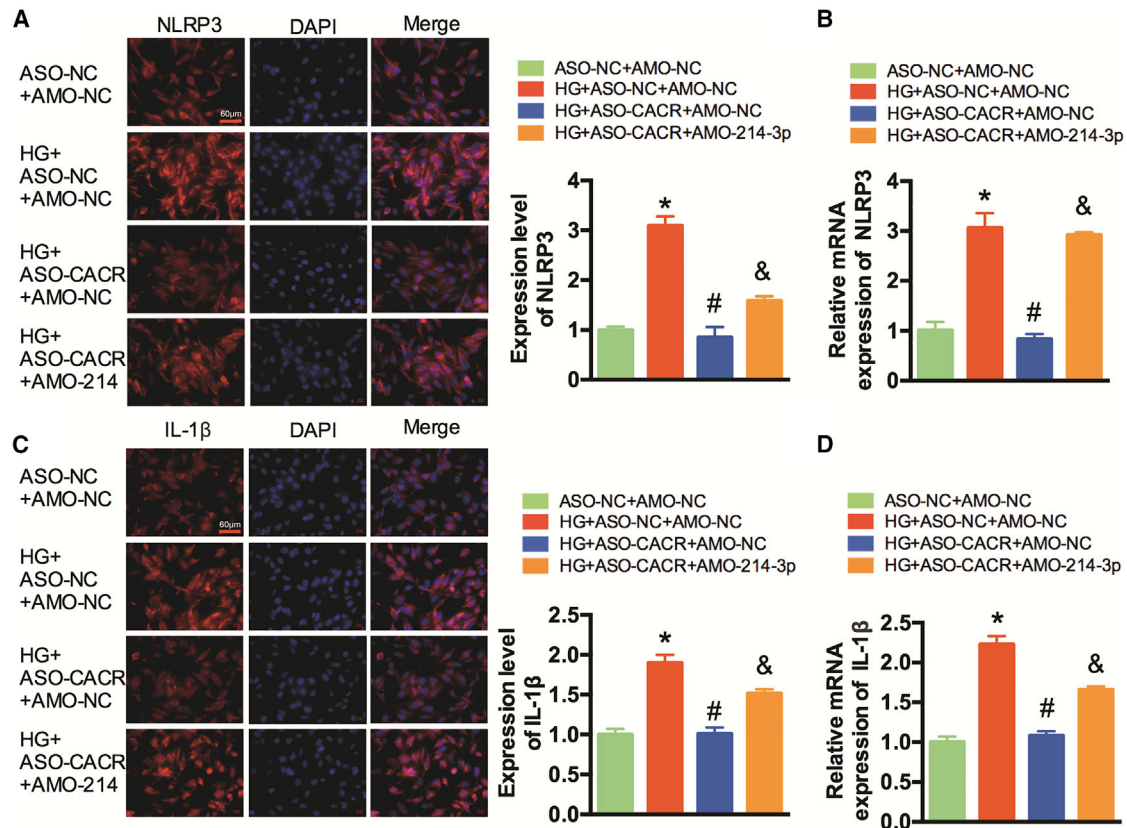 A
NLRP3 DAPI Merge
ASO-NC
+AMO-NC
60μm
HG+
ASO-NC
+AMO-NC
HG+
ASO-CACR
+AMO-NC
HG+
ASO-CACR
+AMO-214
ASO-NC+AMO-NC
HG+ASO-NC+AMO-NC
HG+ASO-CACR+AMO-NC
HG+ASO-CACR+AMO-214-3p
Expression level
of NLRP3
4
3
2
1
0
*
#
&
B
ASO-NC+AMO-NC
HG+ASO-NC+AMO-NC
HG+ASO-CACR+AMO-NC
HG+ASO-CACR+AMO-214-3p
Relative mRNA
expression of NLRP3
4
3
2
1
0
*
#
&
C
IL-1β DAPI Merge
ASO-NC
+AMO-NC
60μm
HG+
ASO-NC
+AMO-NC
HG+
ASO-CACR
+AMO-NC
HG+
ASO-CACR
+AMO-214
ASO-NC+AMO-NC
HG+ASO-NC+AMO-NC
HG+ASO-CACR+AMO-NC
HG+ASO-CACR+AMO-214-3p
Expression level
of IL-1β
2.5
2.0
1.5
1.0
0.5
0.0
*
#
&
D
ASO-NC+AMO-NC
HG+ASO-NC+AMO-NC
HG+ASO-CACR+AMO-NC
HG+ASO-CACR+AMO-214-3p
Relative mRNA
expression of IL-1β
2.5
2.0
1.5
1.0
0.5
0.0
*
#
&